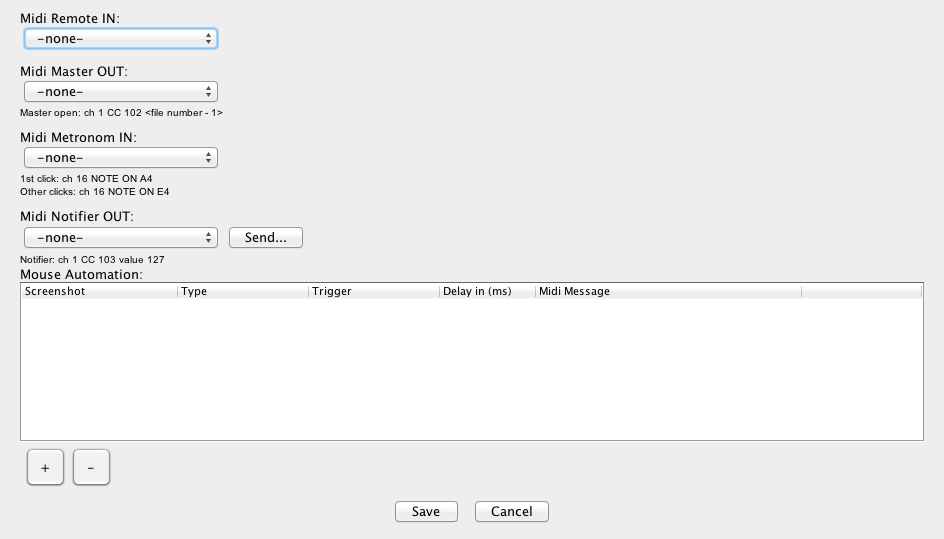 Midi Remote IN:
-none-
Midi Master OUT:
-none-
Master open: ch 1 CC 102 <file number - 1>
Midi Metronom IN:
-none-
1st click: ch 16 NOTE ON A4
Other clicks: ch 16 NOTE ON E4
Midi Notifier OUT:
-none- Send...
Notifier: ch 1 CC 103 value 127
Mouse Automation:
Screenshot Type Trigger Delay in (ms) Midi Message
+ -
Save Cancel